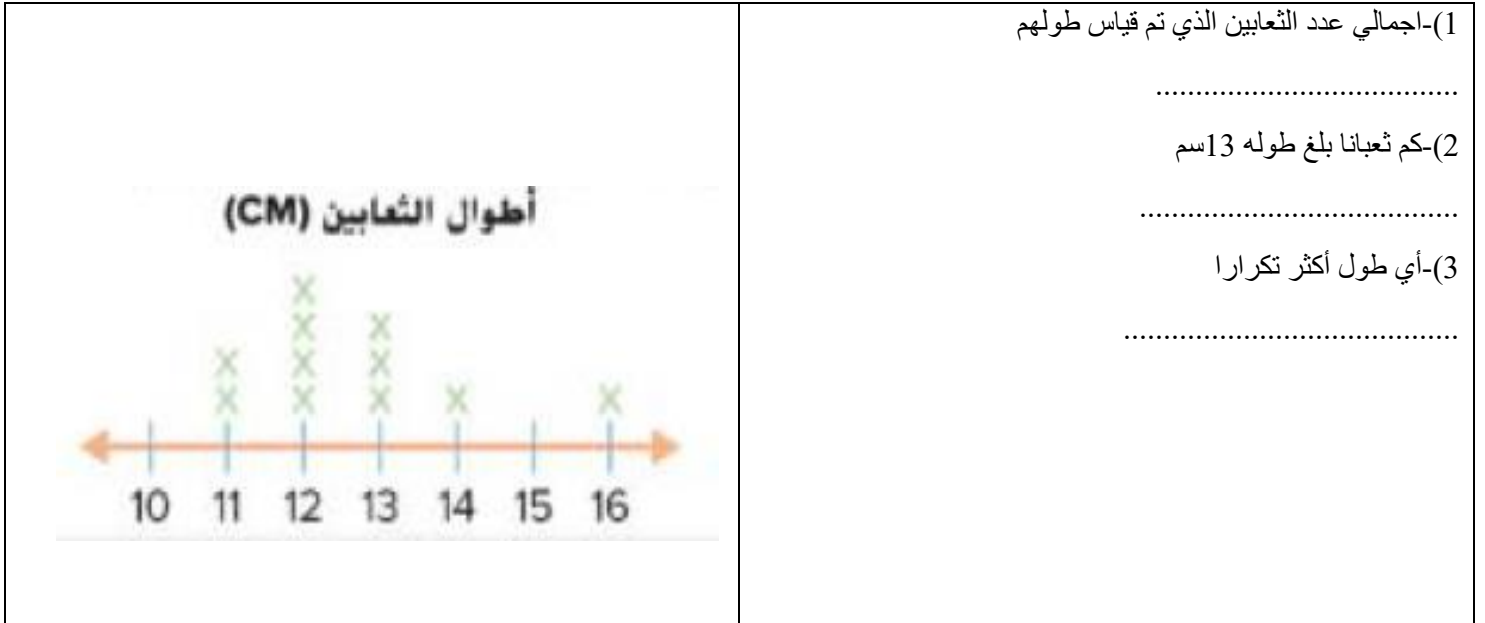 1)-اجمالي عدد الثعابين الذي تم قياس طولهم
......................................
2)-كم ثعبانا بلغ طوله 13سم
........................................
3)-أي طول أكثر تكرارا
..........................................
أطوال الثعابين (CM)
X
X X
X X X X
X X X X X
10 11 12 13 14 15 16